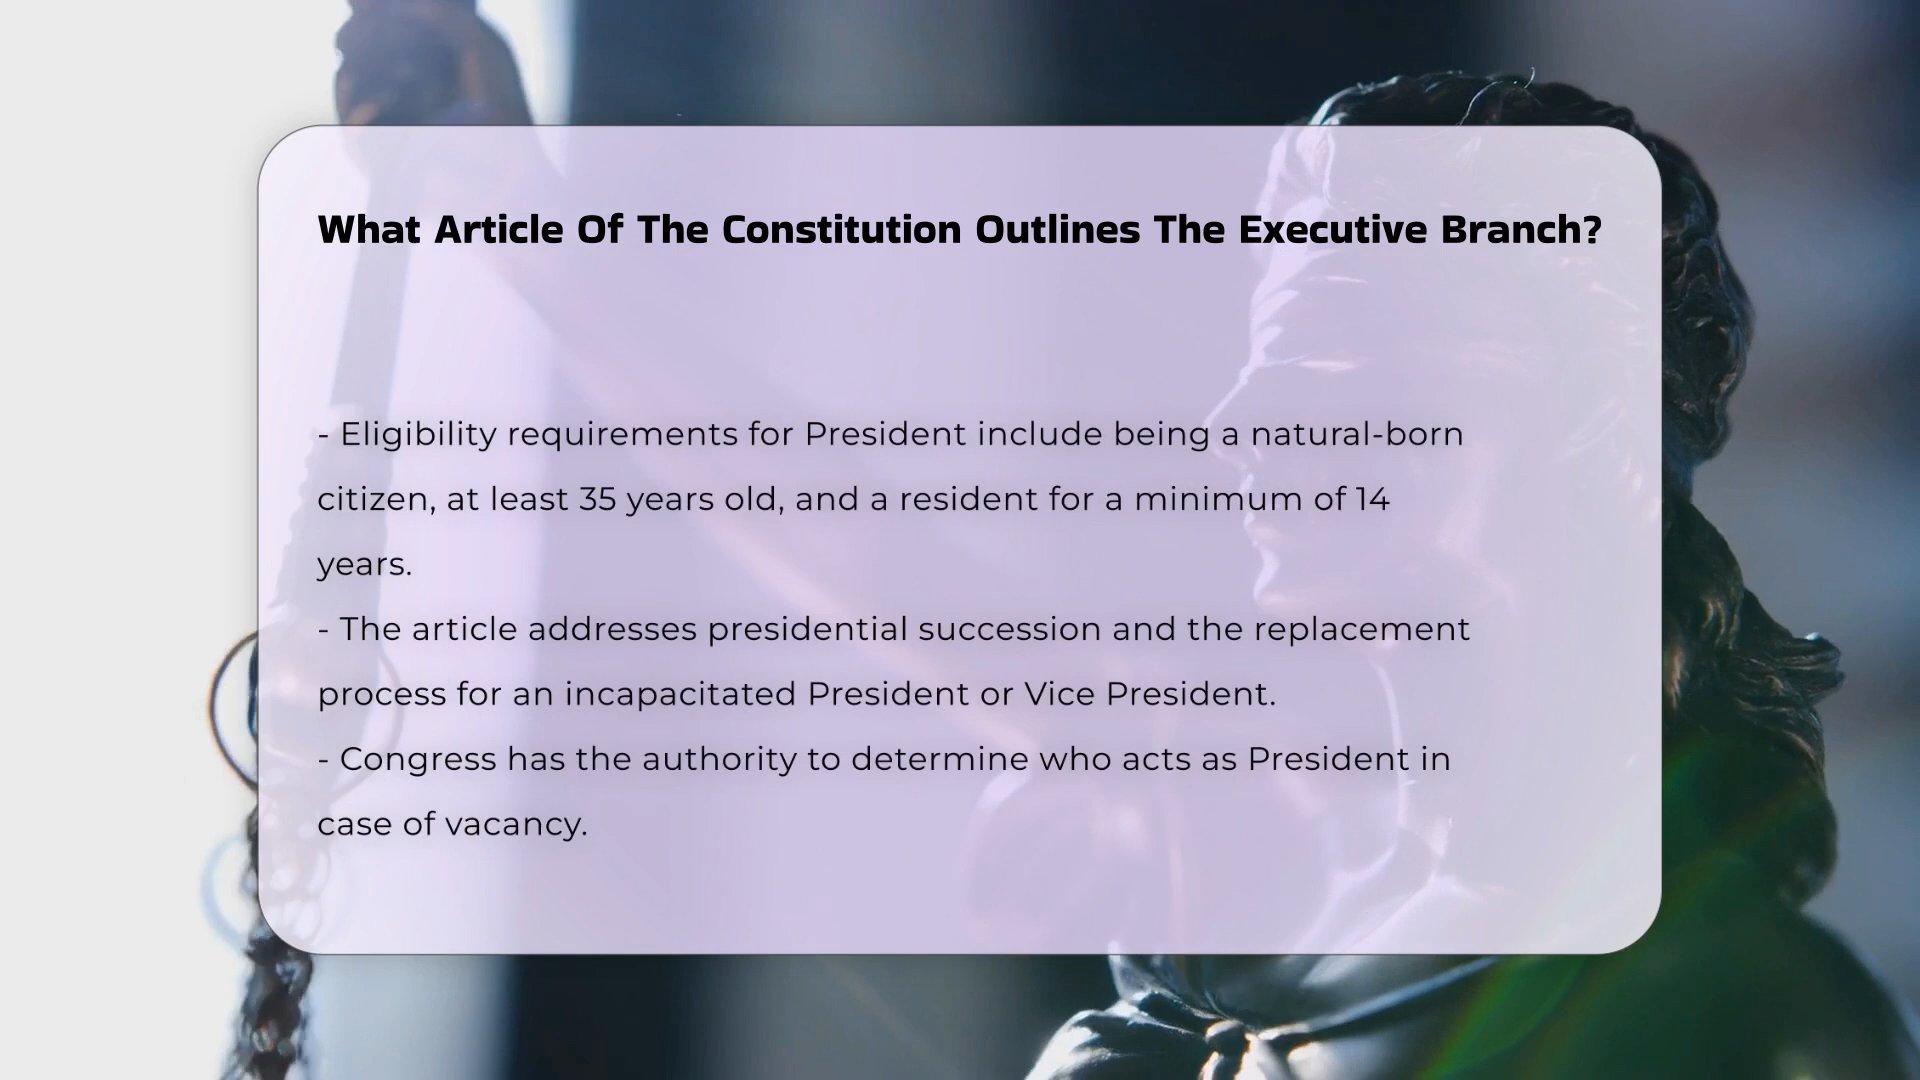 What Article Of The Constitution Outlines The Executive Branch?
- Eligibility requirements for President include being a natural-born
citizen, at least 35 years old, and a resident for a minimum of 14
years.
- The article addresses presidential succession and the replacement
process for an incapacitated President or Vice President.
- Congress has the authority to determine who acts as President in
case of vacancy.